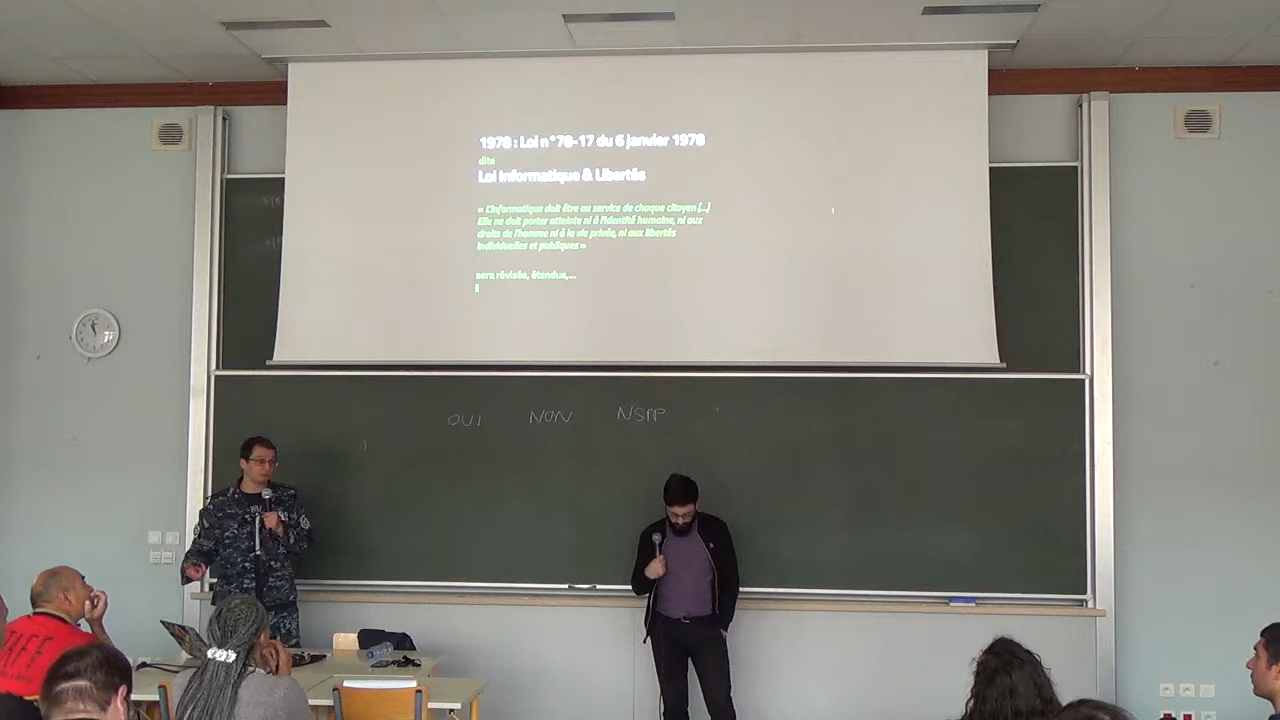 1978 : Loi n°78-17 du 6 janvier 1978
dite
Loi Informatique & Libertés
« L'informatique doit être au service de chaque citoyen [...]
Elle ne doit porter atteinte ni à l'identité humaine, ni aux
droits de l'homme ni à la vie privée, ni aux libertés
individuelles et publiques »
sera révisée, étendue,...
OUI NON NSPP
STAFF